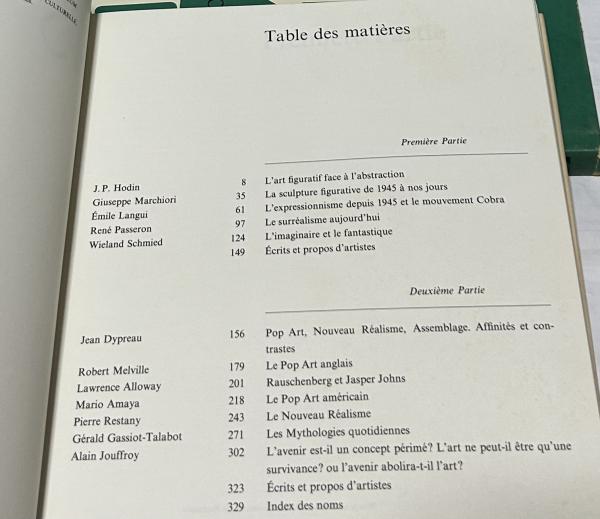 CULTURELLE
Table des matières
Première Partie
J. P. Hodin 8 L'art figuratif face à l'abstraction
Giuseppe Marchiori 35 La sculpture figurative de 1945 à nos jours
Émile Langui 61 L'expressionnisme depuis 1945 et le mouvement Cobra
René Passeron 97 Le surréalisme aujourd'hui
Wieland Schmied 124 L'imaginaire et le fantastique
149 Écrits et propos d'artistes
Deuxième Partie
Jean Dypreau 156 Pop Art, Nouveau Réalisme, Assemblage. Affinités et con-
trastes
Robert Melville 179 Le Pop Art anglais
Lawrence Alloway 201 Rauschenberg et Jasper Johns
Mario Amaya 218 Le Pop Art américain
Pierre Restany 243 Le Nouveau Réalisme
Gérald Gassiot-Talabot 271 Les Mythologies quotidiennes
Alain Jouffroy 302 L'avenir est-il un concept périmé? L'art ne peut-il être qu'une
survivance? ou l'avenir abolira-t-il l'art?
323 Écrits et propos d'artistes
329 Index des noms